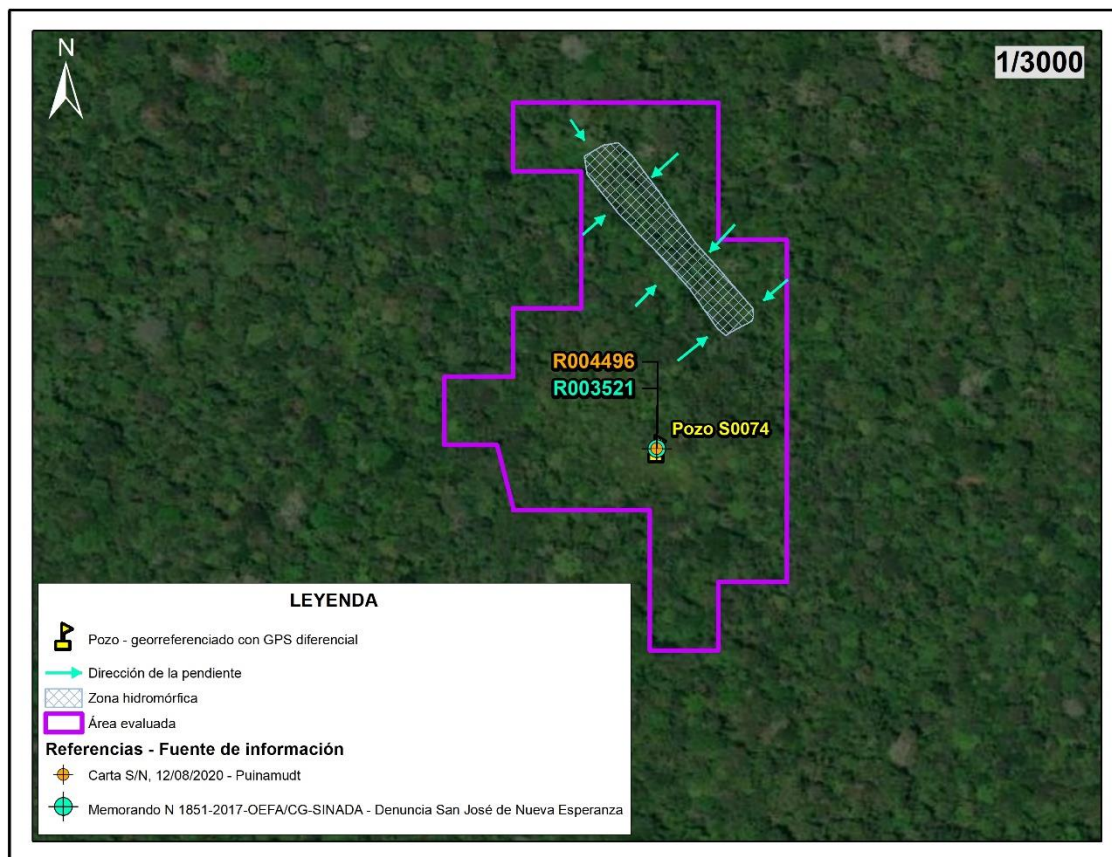 N
1/3000
R004496
R003521
Pozo S0074
LEYENDA
Pozo - georreferenciado con GPS diferencial
Dirección de la pendiente
Zona hidromórfica
Área evaluada
Referencias - Fuente de información
Carta S/N, 12/08/2020 - Puinamudt
Memorando N 1851-2017-OEFA/CG-SINADA - Denuncia San José de Nueva Esperanza